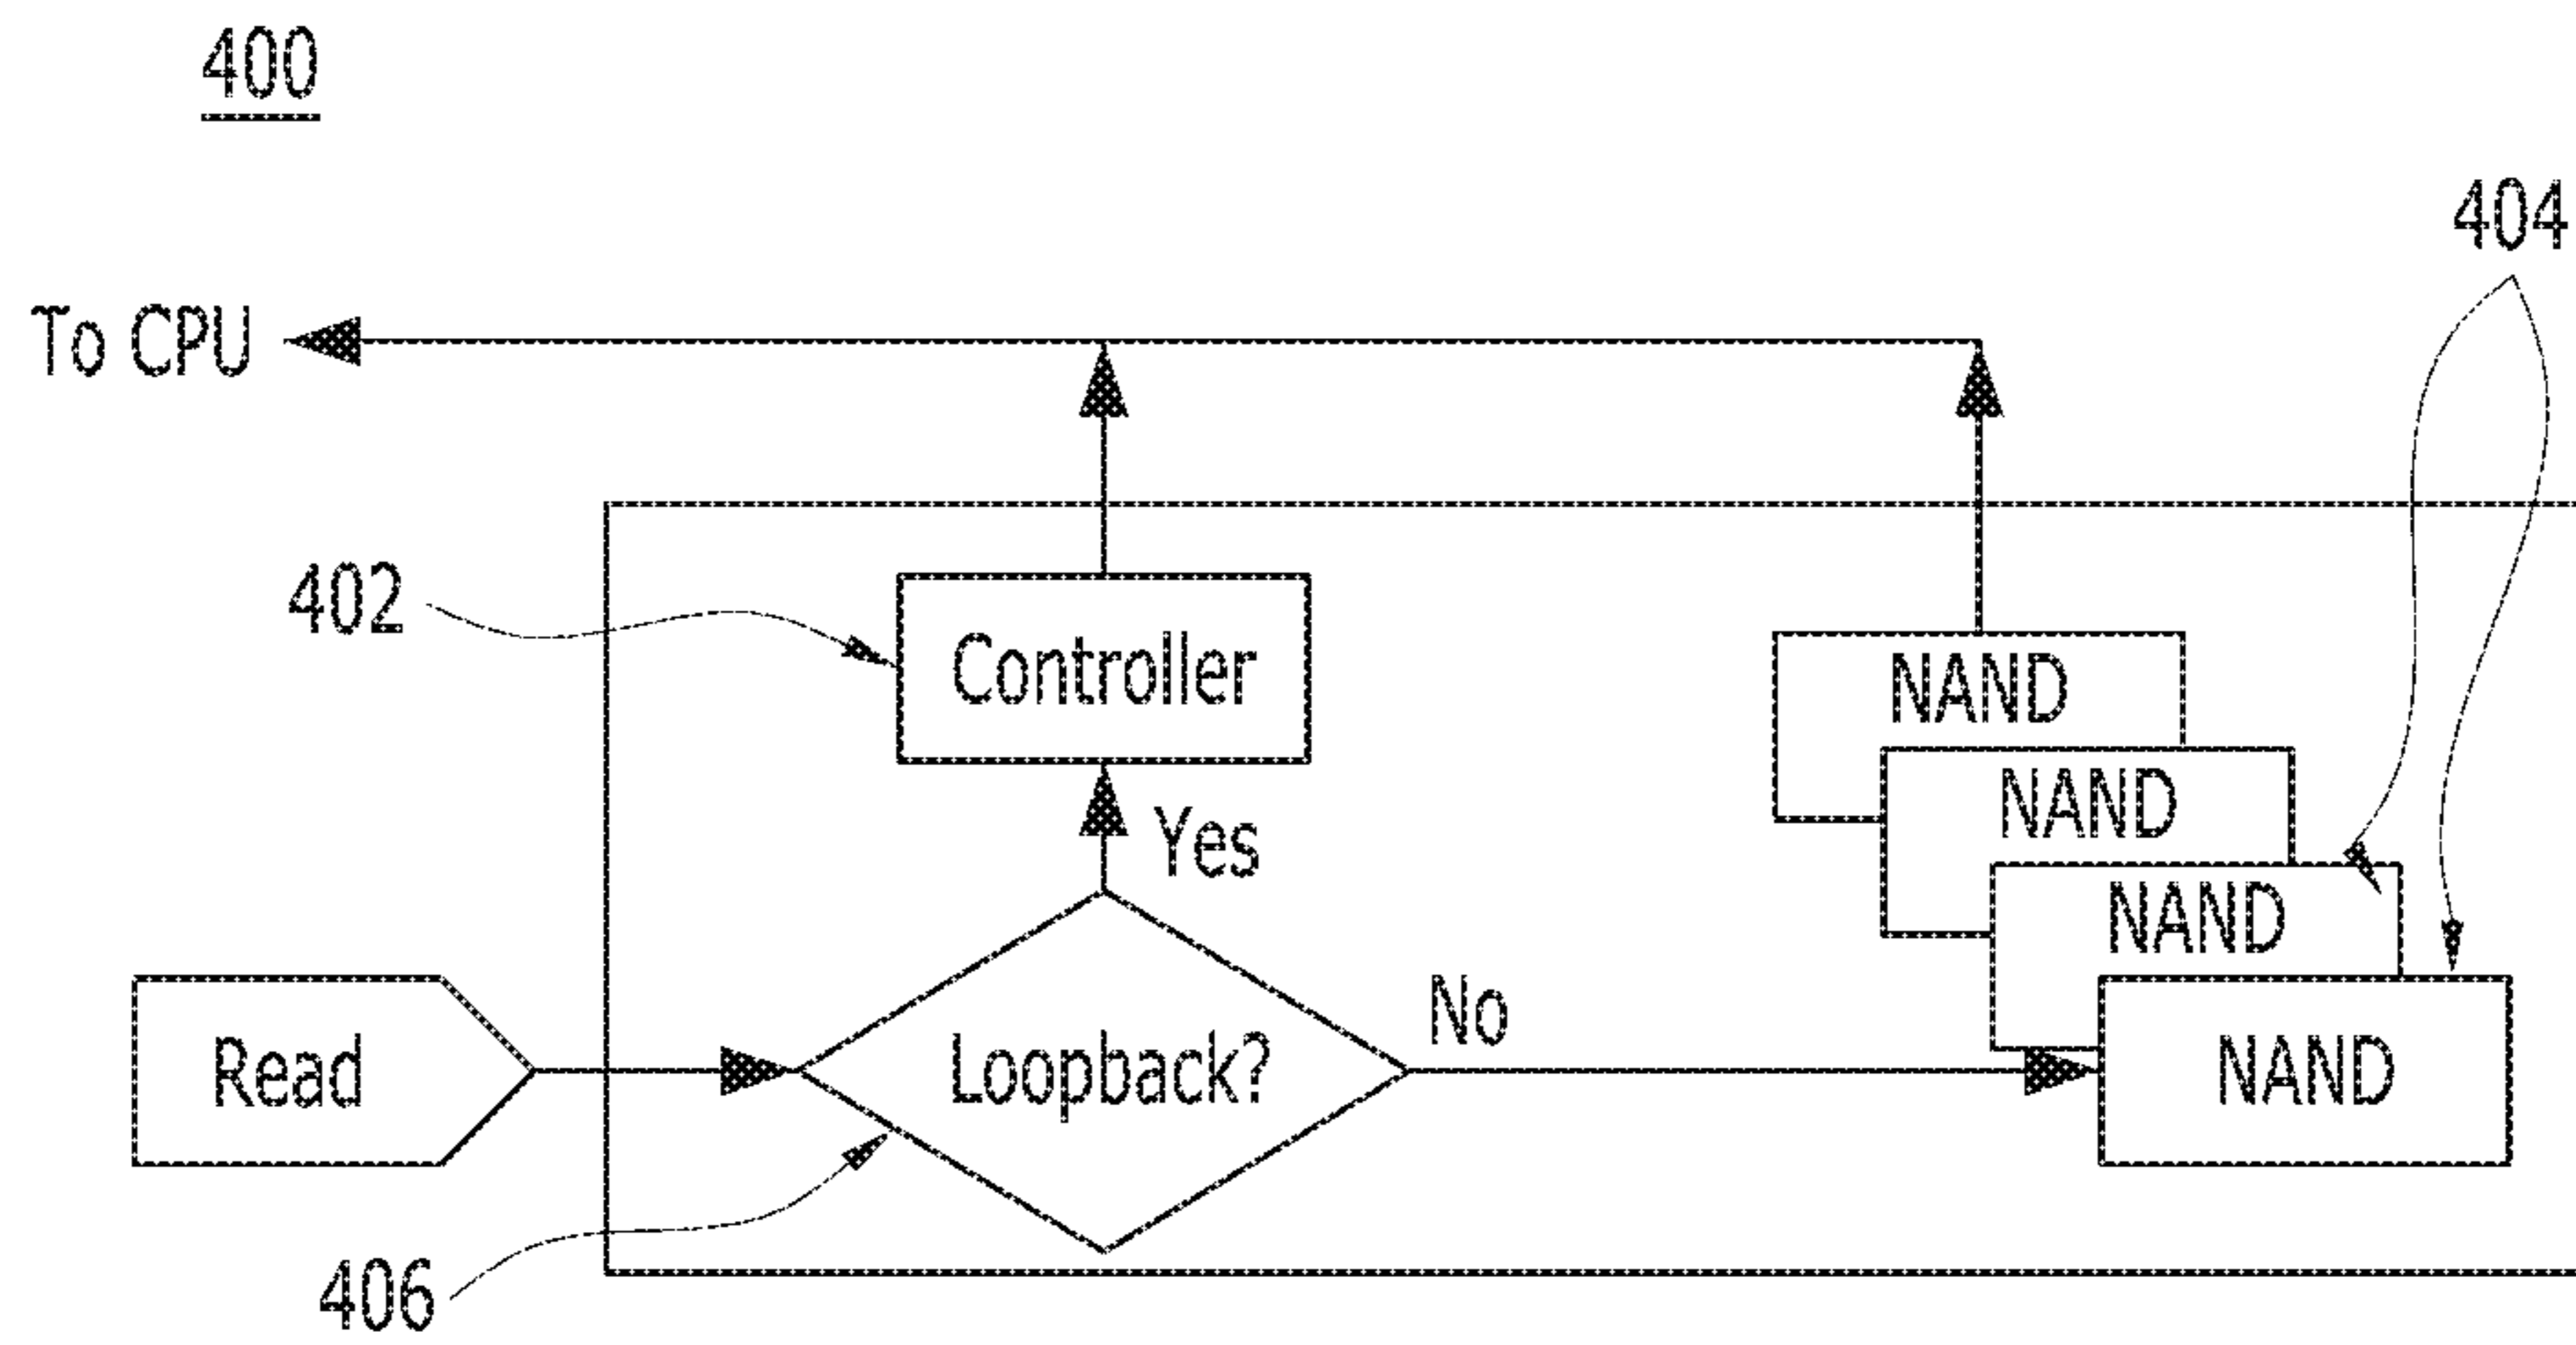 400
404
To CPU
402
Controller
NAND
NAND
Yes
NAND
No
Read
Loopback?
NAND
406